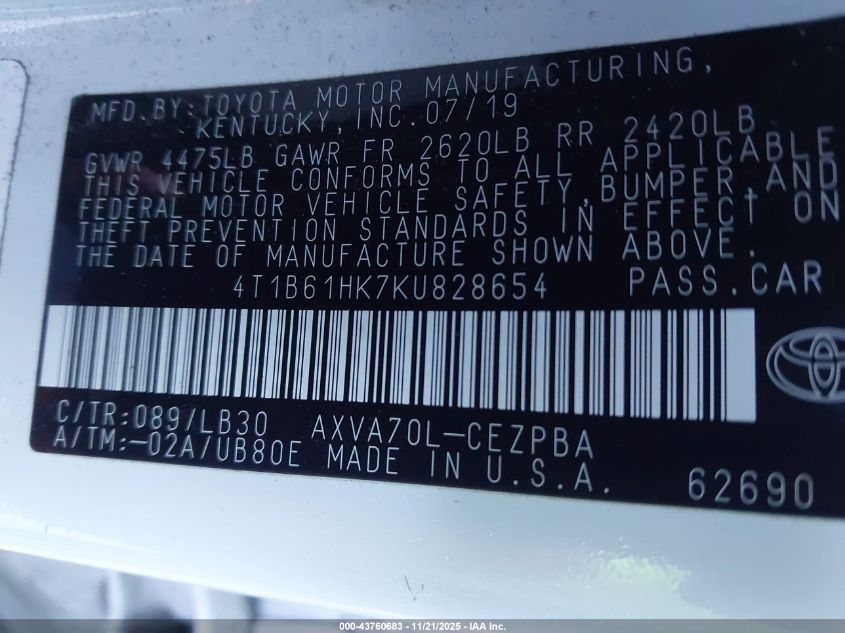 MFD. BY: TOYOTA MOTOR MANUFACTURING,
KENTUCKY, INC. 07/19
GVWR 4475LB GAWR FR 2620LB RR 2420LB
THIS VEHICLE CONFORMS TO ALL APPLICABLE
FEDERAL MOTOR VEHICLE SAFETY, BUMPER, AND
THEFT PREVENTION STANDARDS IN EFFECT ON
THE DATE OF MANUFACTURE SHOWN ABOVE.
4T1B61HK7KU828654 PASS. CAR
C/TR: 089/LB30 AXVA70L-CEZPBA
A/TM:-02A/UB80E MADE IN U.S.A. 62690
000-43760683 - 11/21/2025 - IAA Inc.